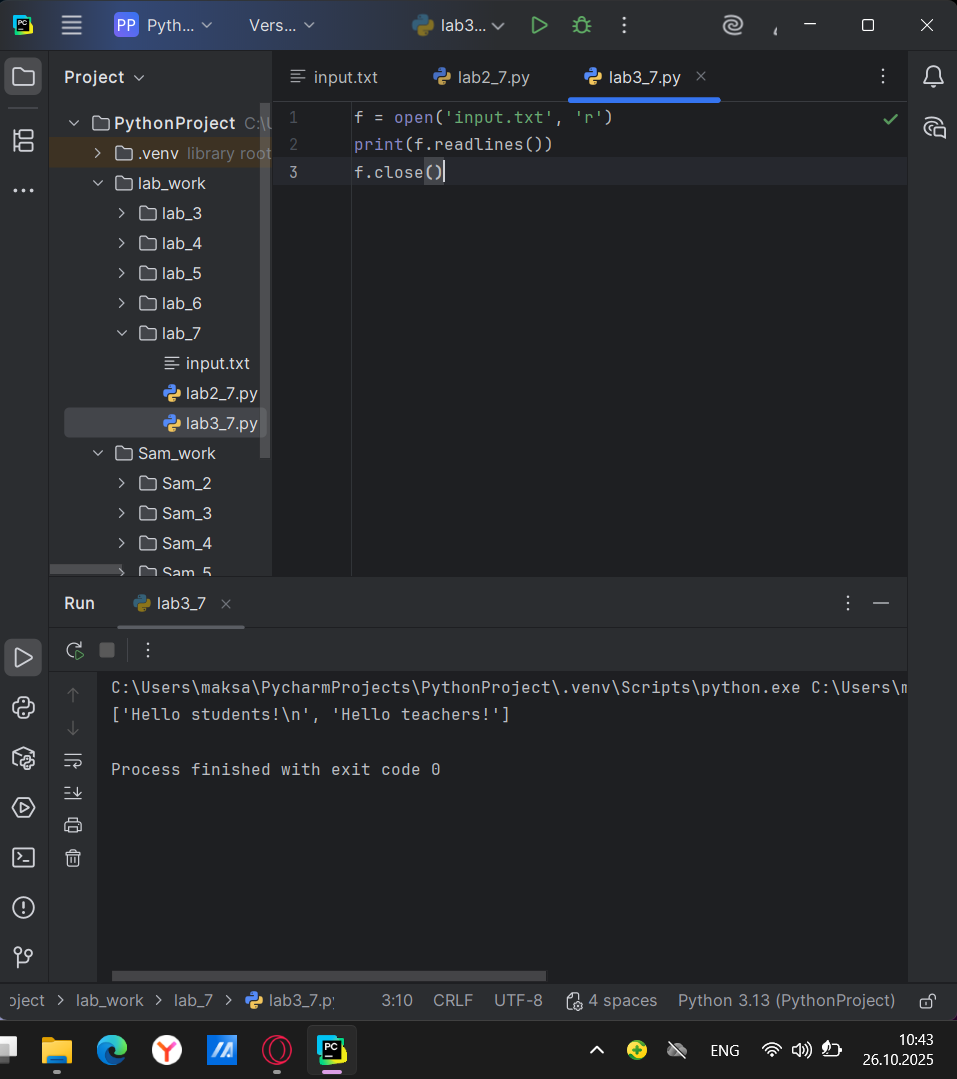 PC
PP Pyth... Vers... lab3...
Project
input.txt lab2_7.py lab3_7.py
PythonProject
.venv library root
lab_work
lab_3
lab_4
lab_5
lab_6
lab_7
input.txt
lab2_7.py
lab3_7.py
Sam_work
Sam_2
Sam_3
Sam_4
Sam_5
1 f = open('input.txt', 'r')
2 print(f.readlines())
3 f.close()
Run lab3_7
C:\Users\maksa\PycharmProjects\PythonProject\.venv\Scripts\python.exe C:\Users\m
['Hello students!\n', 'Hello teachers!']
Process finished with exit code 0
oject > lab_work > lab_7 > lab3_7.py 3:10 CRLF UTF-8 4 spaces Python 3.13 (PythonProject)
PC ENG 10:43
26.10.2025